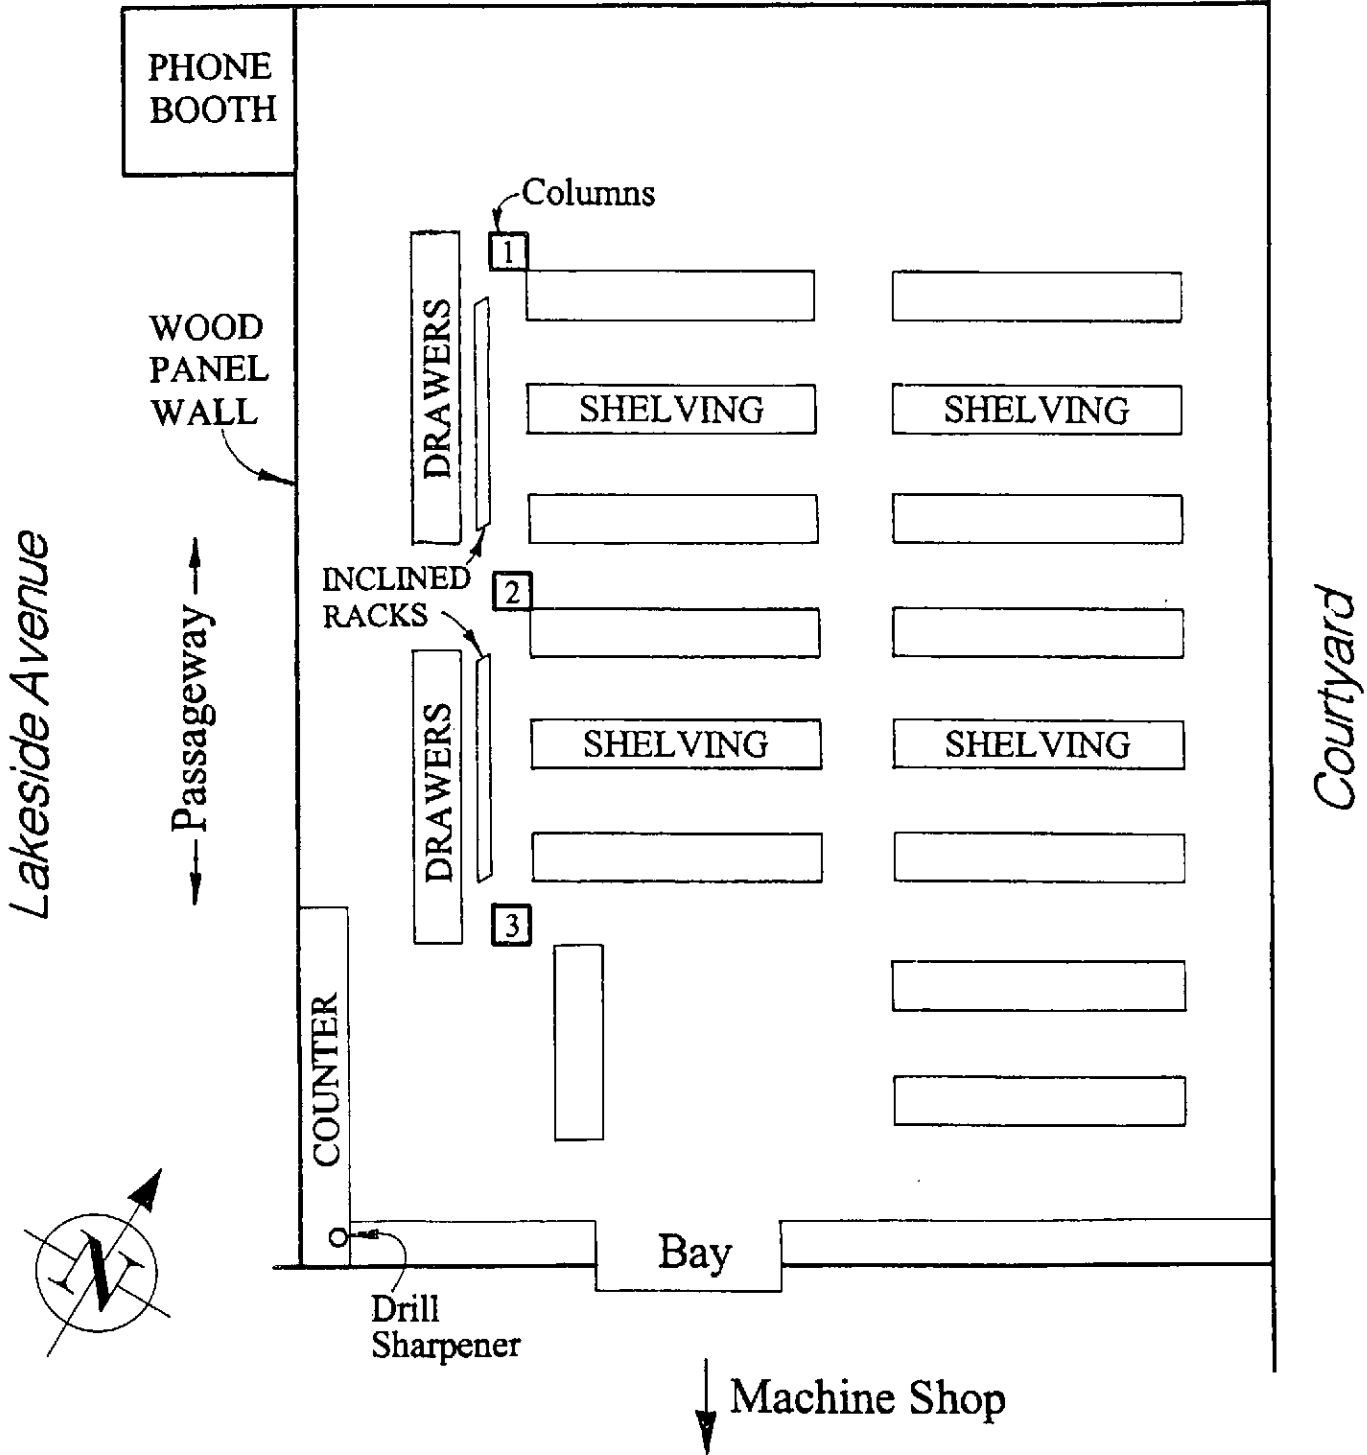 PHONE
BOOTH
Columns
1
WOOD
PANEL
WALL
DRAWERS
SHELVING
SHELVING
INCLINED
RACKS
2
Lakeside Avenue
Passageway
Courtyard
DRAWERS
SHELVING
SHELVING
3
COUNTER
N
Bay
Drill
Sharpener
Machine Shop